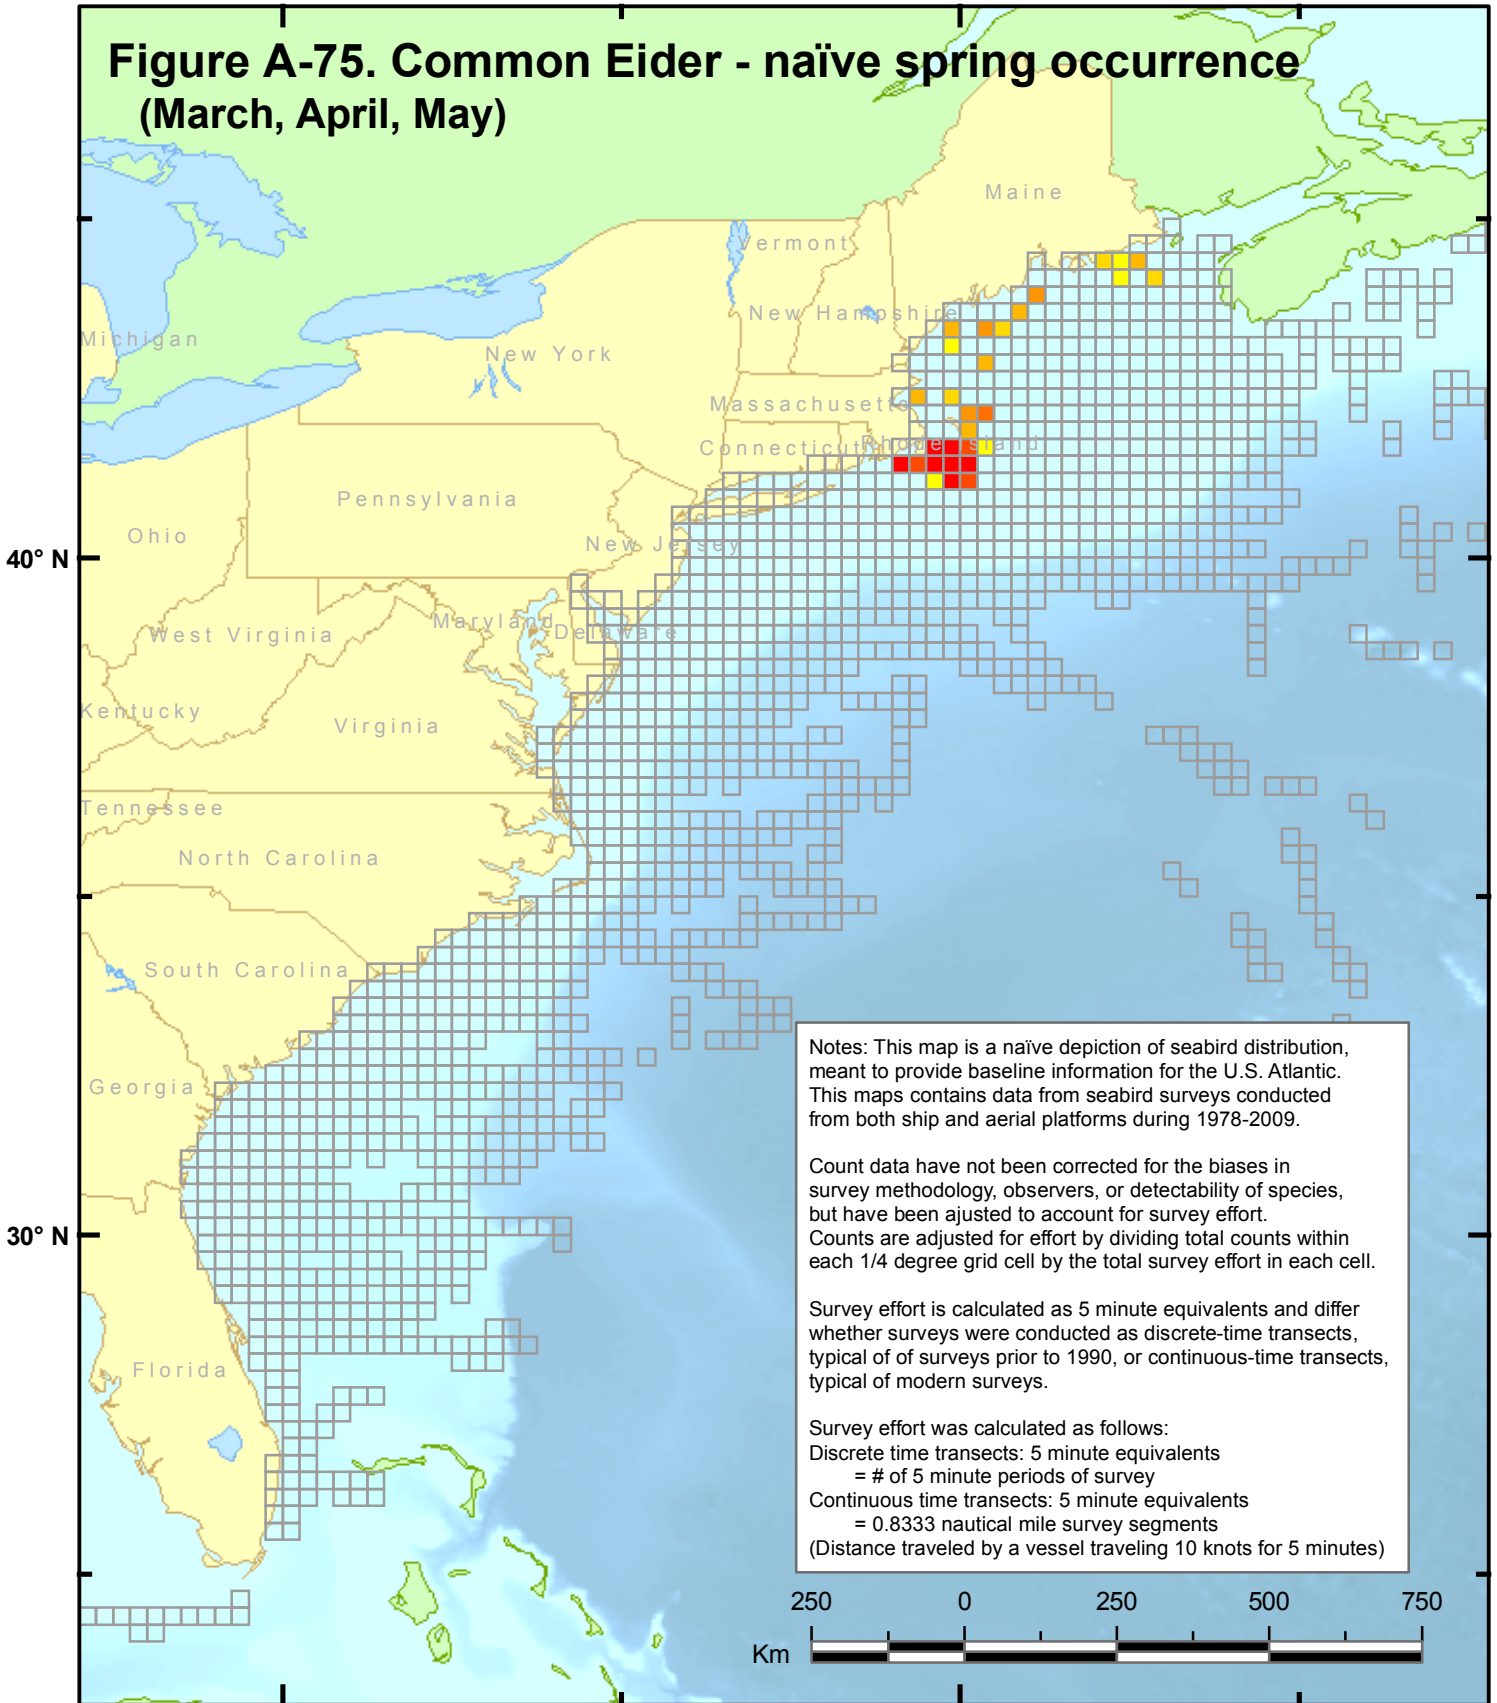 Figure A-75. Common Eider - naïve spring occurrence
(March, April, May)
Maine
Vermont
New Hampshire
Michigan
New York
Massachusetts
Connecticut
Rhode Island
Pennsylvania
Ohio
New Jersey
40° N
Maryland
Delaware
West Virginia
Kentucky
Virginia
Tennessee
North Carolina
South Carolina
Georgia
30° N
Florida
Notes: This map is a naïve depiction of seabird distribution,
meant to provide baseline information for the U.S. Atlantic.
This maps contains data from seabird surveys conducted
from both ship and aerial platforms during 1978-2009.
Count data have not been corrected for the biases in
survey methodology, observers, or detectability of species,
but have been ajusted to account for survey effort.
Counts are adjusted for effort by dividing total counts within
each 1/4 degree grid cell by the total survey effort in each cell.
Survey effort is calculated as 5 minute equivalents and differ
whether surveys were conducted as discrete-time transects,
typical of of surveys prior to 1990, or continuous-time transects,
typical of modern surveys.
Survey effort was calculated as follows:
Discrete time transects: 5 minute equivalents
= # of 5 minute periods of survey
Continuous time transects: 5 minute equivalents
= 0.8333 nautical mile survey segments
(Distance traveled by a vessel traveling 10 knots for 5 minutes)
250 0 250 500 750
Km